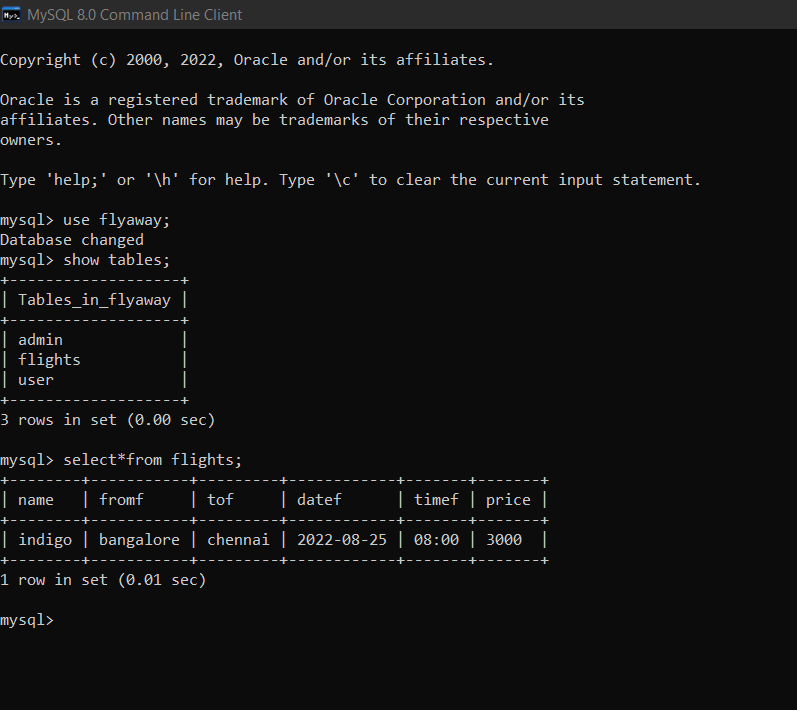 MySQL 8.0 Command Line Client
Copyright (c) 2000, 2022, Oracle and/or its affiliates.
Oracle is a registered trademark of Oracle Corporation and/or its
affiliates. Other names may be trademarks of their respective
owners.
Type 'help;' or '\h' for help. Type '\c' to clear the current input statement.
mysql> use flyaway;
Database changed
mysql> show tables;
+-------------------+
| Tables_in_flyaway |
+-------------------+
| admin             |
| flights           |
| user              |
+-------------------+
3 rows in set (0.00 sec)
mysql> select*from flights;
+--------+-----------+---------+------------+-------+-------+
| name   | fromf     | tof     | datef      | timef | price |
+--------+-----------+---------+------------+-------+-------+
| indigo | bangalore | chennai | 2022-08-25 | 08:00 | 3000  |
+--------+-----------+---------+------------+-------+-------+
1 row in set (0.01 sec)
mysql>